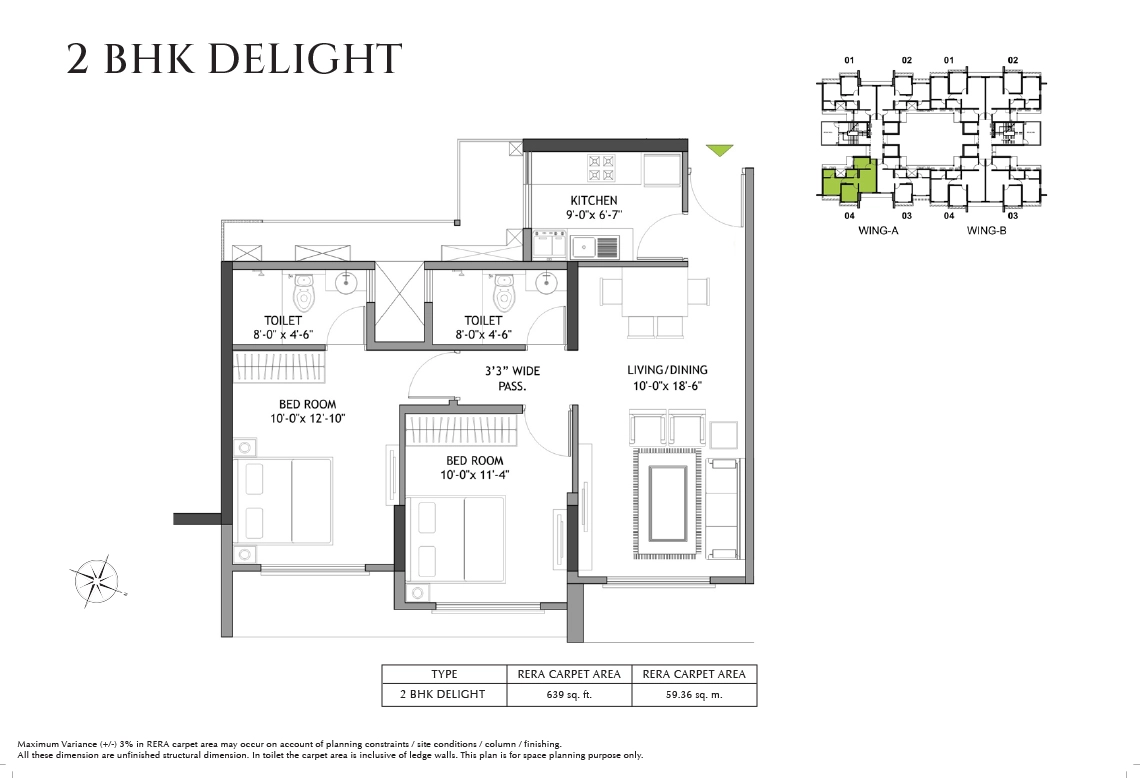 2 BHK DELIGHT
01 02 01 02
04 03 04 03
WING-A WING-B
KITCHEN
9'-0"x 6'-7"
TOILET
8'-0" x 4'-6"
TOILET
8'-0" x 4'-6"
3'3" WIDE
PASS.
LIVING/DINING
10'-0"x 18'-6"
BED ROOM
10'-0"x 12'-10"
BED ROOM
10'-0"x 11'-4"
TYPE RERA CARPET AREA RERA CARPET AREA
2 BHK DELIGHT 639 sq. ft. 59.36 sq. m.
Maximum Variance (+/-) 3% in RERA carpet area may occur on account of planning constraints / site conditions / column / finishing.
All these dimension are unfinished structural dimension. In toilet the carpet area is inclusive of ledge walls. This plan is for space planning purpose only.